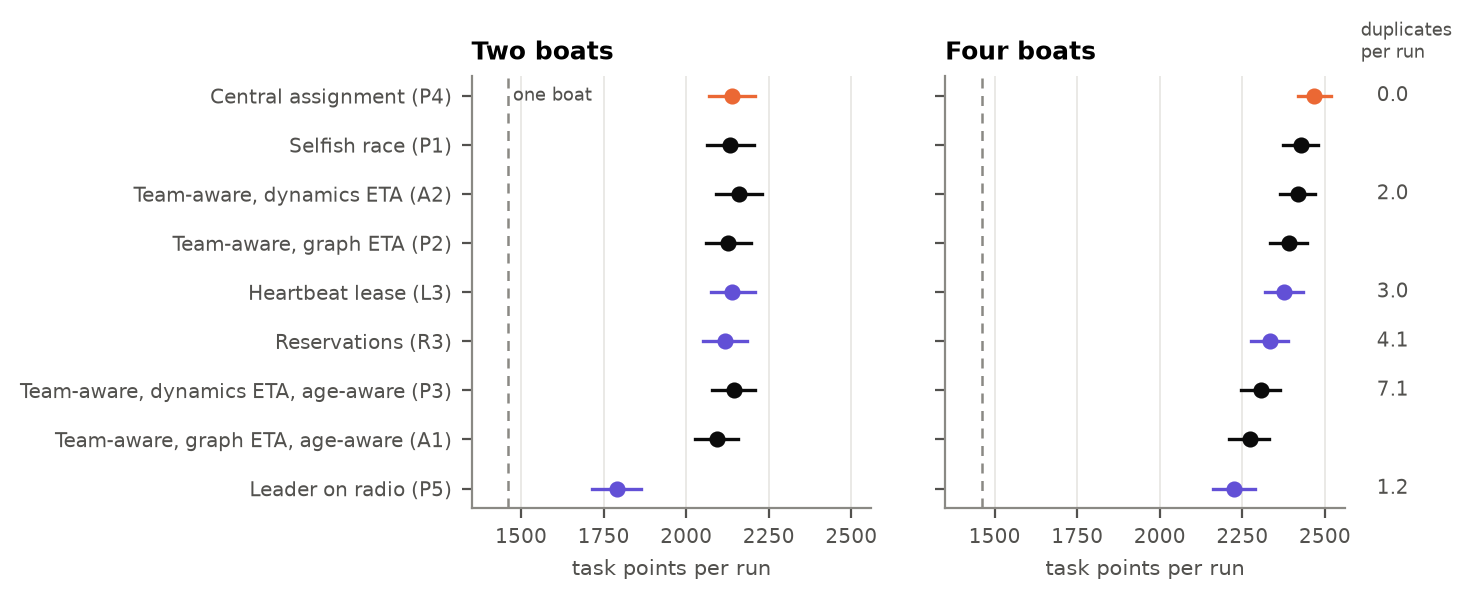 duplicates
per run
Two boats
Four boats
Central assignment (P4)
one boat
0.0
Selfish race (P1)
Team-aware, dynamics ETA (A2)
2.0
Team-aware, graph ETA (P2)
Heartbeat lease (L3)
3.0
Reservations (R3)
4.1
Team-aware, dynamics ETA, age-aware (P3)
7.1
Team-aware, graph ETA, age-aware (A1)
Leader on radio (P5)
1.2
1500 1750 2000 2250 2500
1500 1750 2000 2250 2500
task points per run
task points per run